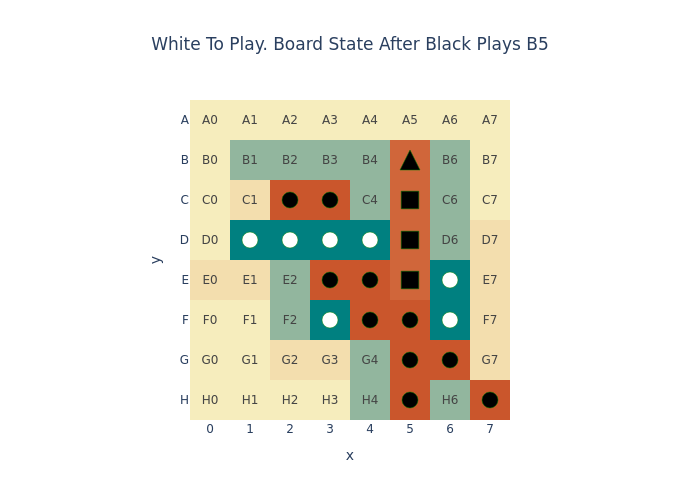 White To Play. Board State After Black Plays B5
A A0 A1 A2 A3 A4 A5 A6 A7
B B0 B1 B2 B3 B4 B6 B7
C C0 C1 C4 C6 C7
D D0 D6 D7
y
E E0 E1 E2 E7
F F0 F1 F2 F7
G G0 G1 G2 G3 G4 G7
H H0 H1 H2 H3 H4 H6
0 1 2 3 4 5 6 7
x